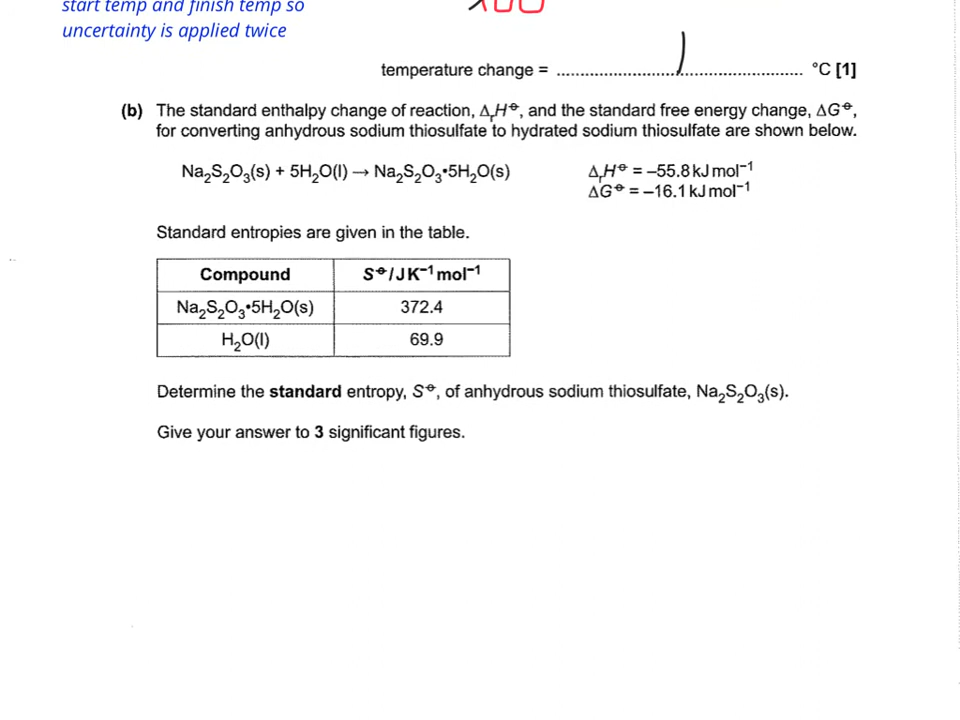 start temp and finish temp so
uncertainty is applied twice
temperature change = ........................1........................ °C [1]
(b) The standard enthalpy change of reaction, ΔᵣH⦵, and the standard free energy change, ΔG⦵,
for converting anhydrous sodium thiosulfate to hydrated sodium thiosulfate are shown below.
Na₂S₂O₃(s) + 5H₂O(l) → Na₂S₂O₃•5H₂O(s) ΔᵣH⦵ = –55.8 kJ mol⁻¹
ΔG⦵ = –16.1 kJ mol⁻¹
Standard entropies are given in the table.
Compound S⦵/J K⁻¹ mol⁻¹
Na₂S₂O₃•5H₂O(s) 372.4
H₂O(l) 69.9
Determine the standard entropy, S⦵, of anhydrous sodium thiosulfate, Na₂S₂O₃(s).
Give your answer to 3 significant figures.